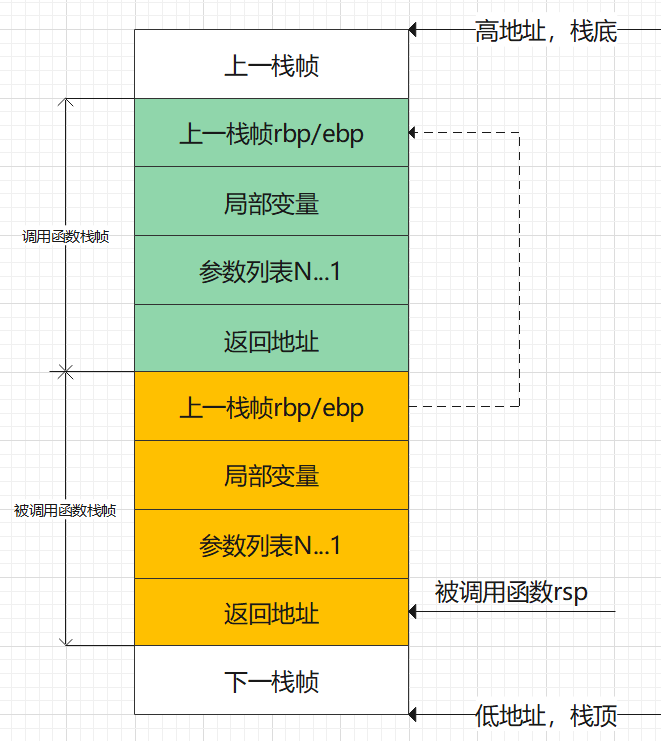 高地址，栈底
上一栈帧
上一栈帧rbp/ebp
局部变量
调用函数栈帧
参数列表N...1
返回地址
上一栈帧rbp/ebp
局部变量
被调用函数栈帧
参数列表N...1
被调用函数rsp
返回地址
下一栈帧
低地址，栈顶